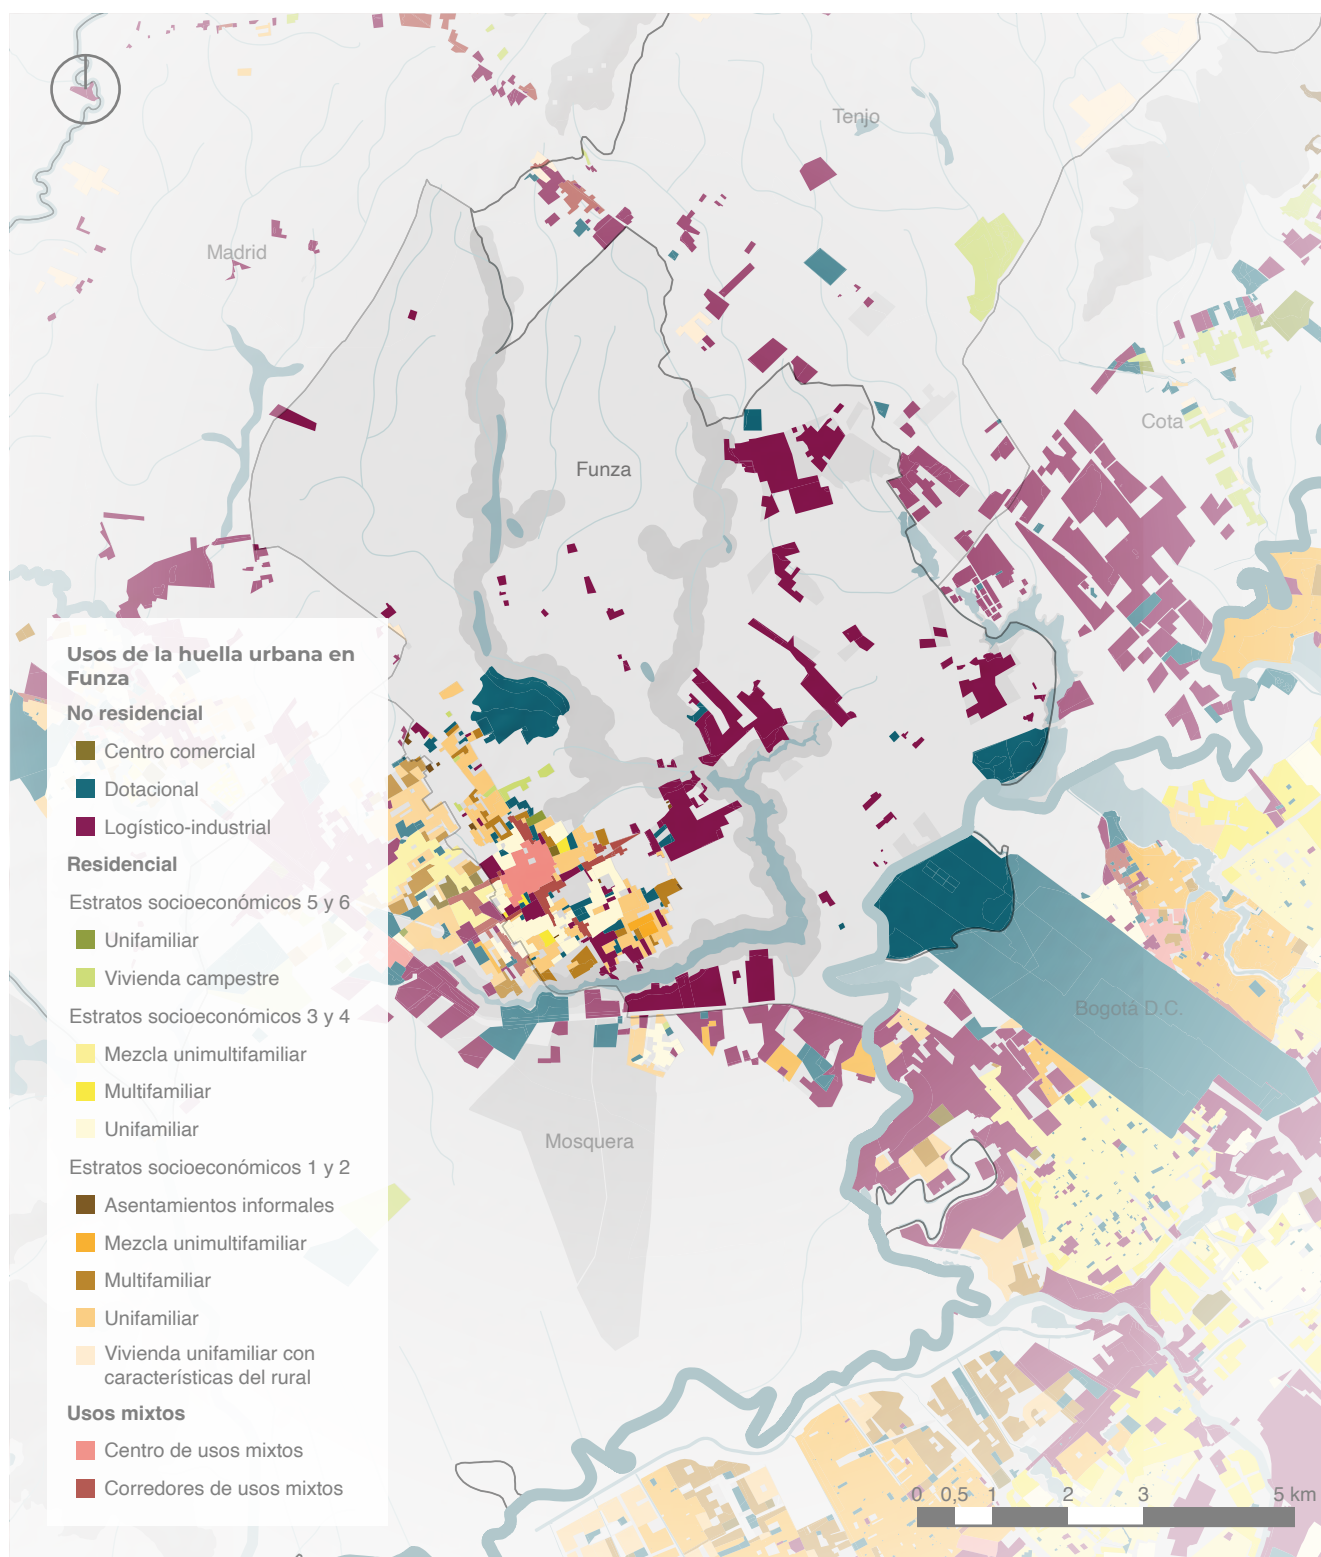 Tenjo
Madrid
Cota
Funza
Usos de la huella urbana en
Funza
No residencial
Centro comercial
Dotacional
Logístico-industrial
Residencial
Estratos socioeconómicos 5 y 6
Unifamiliar
Vivienda campestre
Estratos socioeconómicos 3 y 4
Mezcla unimultifamiliar
Multifamiliar
Unifamiliar
Estratos socioeconómicos 1 y 2
Asentamientos informales
Mezcla unimultifamiliar
Multifamiliar
Unifamiliar
Vivienda unifamiliar con
características del rural
Usos mixtos
Centro de usos mixtos
Corredores de usos mixtos
Bogotá D.C.
Mosquera
0 0,5 1 2 3 5 km